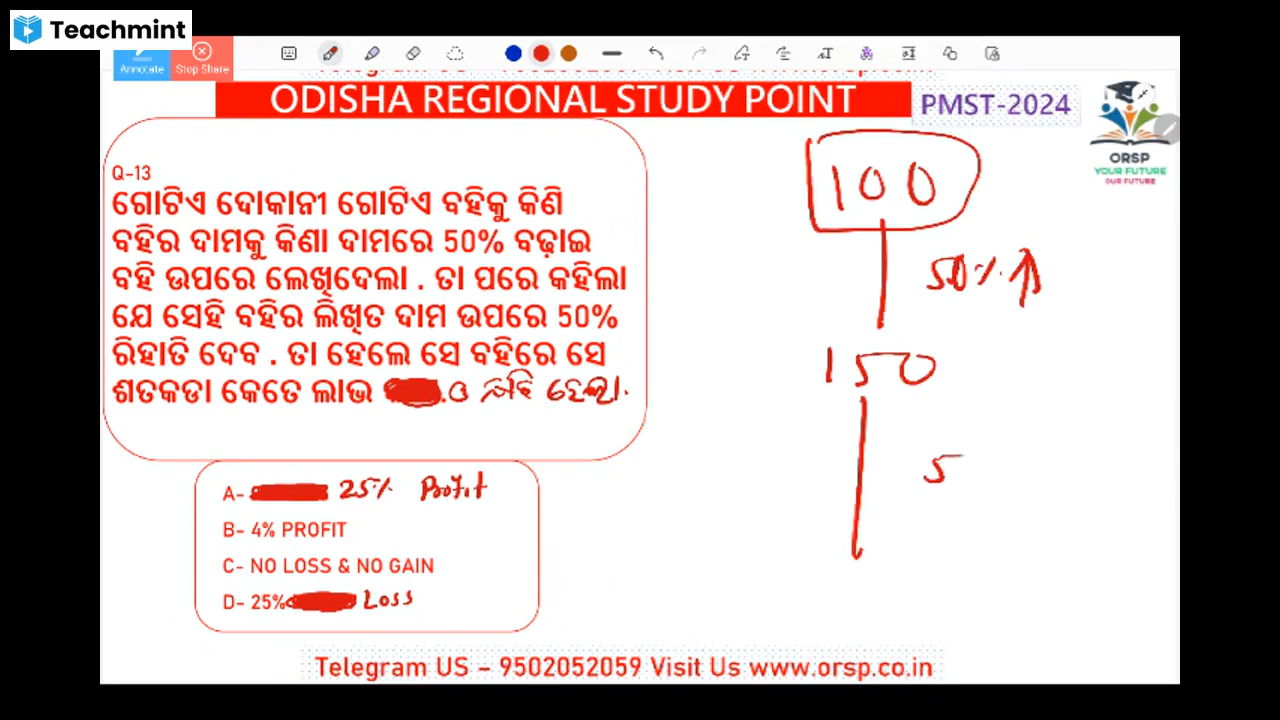 Teachmint
Annotate
Stop Share
ODISHA REGIONAL STUDY POINT
PMST-2024
ORSP
YOUR FUTURE
OUR FUTURE
Q-13
ଗୋଟିଏ ଦୋକାନୀ ଗୋଟିଏ ବହିକୁ କିଣି
ବହିର ଦାମକୁ କିଣା ଦାମରେ 50% ବଢ଼ାଇ
ବହି ଉପରେ ଲେଖିଦେଲା . ତା ପରେ କହିଲା
ଯେ ସେହି ବହିର ଲିଖିତ ଦାମ ଉପରେ 50%
ରିହାତି ଦେବ . ତା ହେଲେ ସେ ବହିରେ ସେ
ଶତକଡା କେତେ ଲାଭ ହେଲା.
A- 25% Profit
B- 4% PROFIT
C- NO LOSS & NO GAIN
D- 25% Loss
100
50% ↑
150
5
Telegram US – 9502052059 Visit Us www.orsp.co.in